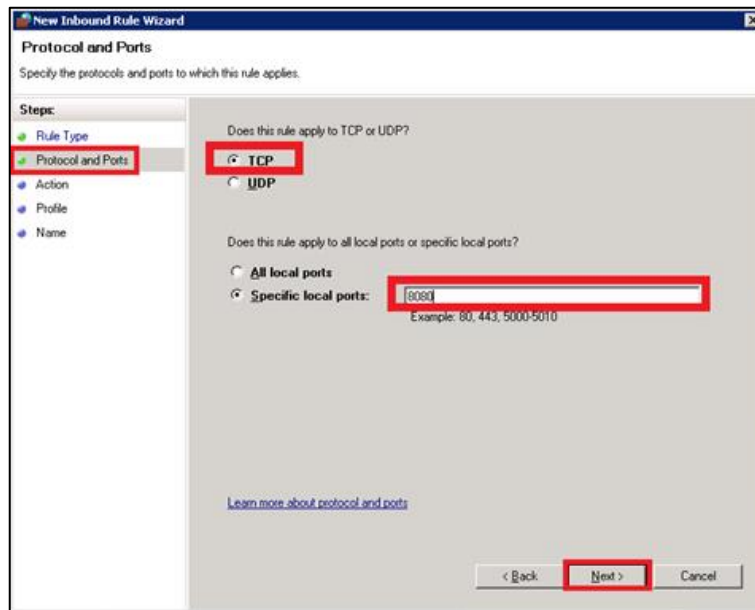 New Inbound Rule Wizard
Protocol and Ports
Specify the protocols and ports to which this rule applies.
Steps:
Rule Type
Protocol and Ports
Action
Profile
Name
Does this rule apply to TCP or UDP?
TCP
UDP
Does this rule apply to all local ports or specific local ports?
All local ports
Specific local ports:
8080
Example: 80, 443, 5000-5010
Learn more about protocol and ports
< Back
Next >
Cancel